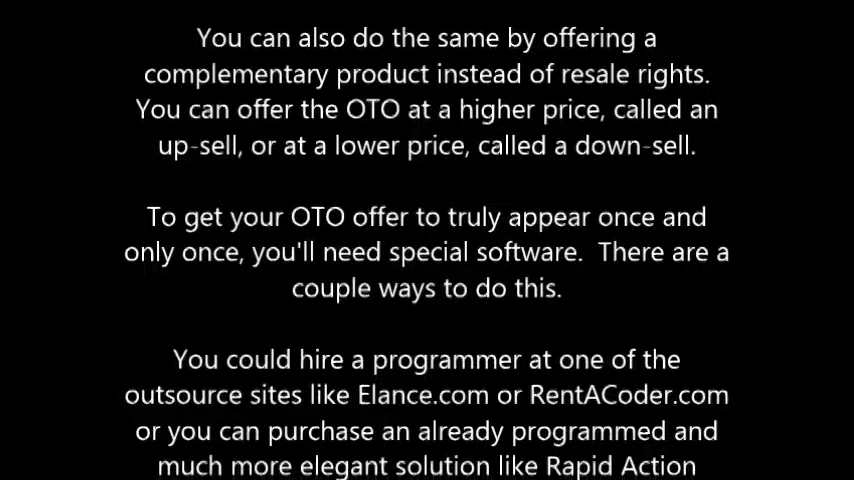 You can also do the same by offering a
complementary product instead of resale rights.
You can offer the OTO at a higher price, called an
up-sell, or at a lower price, called a down-sell.
To get your OTO offer to truly appear once and
only once, you'll need special software.  There are a
couple ways to do this.
You could hire a programmer at one of the
outsource sites like Elance.com or RentACoder.com
or you can purchase an already programmed and
much more elegant solution like Rapid Action